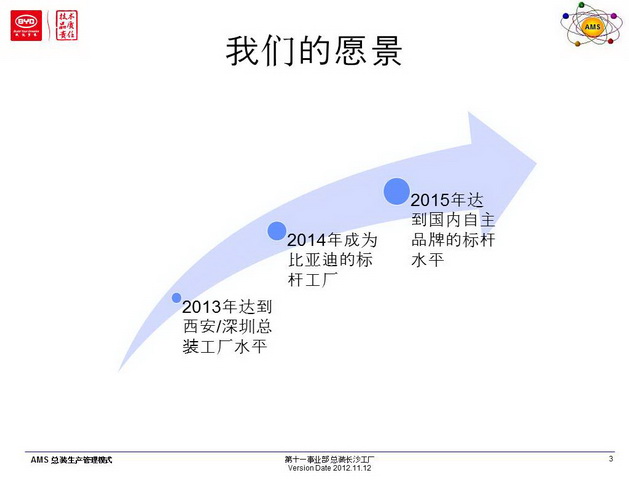 BYD
技术
品质
责任
AMS
我们的愿景
2015年达
到国内自主
品牌的标杆
水平
2014年成为
比亚迪的标
杆工厂
2013年达到
西安/深圳总
装工厂水平
AMS 总装生产管理模式
第十一事业部总装长沙工厂
Version Date 2012.11.12
3